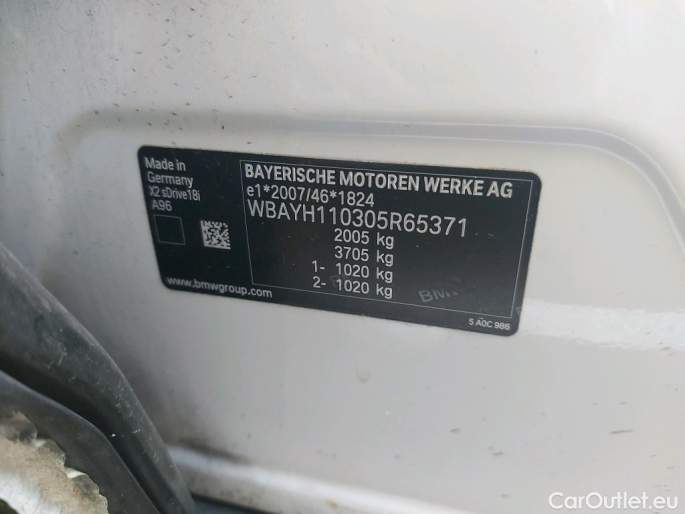 Made in
Germany
X2 sDrive18i
A96
www.bmwgroup.com
BAYERISCHE MOTOREN WERKE AG
e1*2007/46*1824
WBAYH110305R65371
2005 kg
3705 kg
1- 1020 kg
2- 1020 kg
BMW
5 A0C 986
CarOutlet.eu